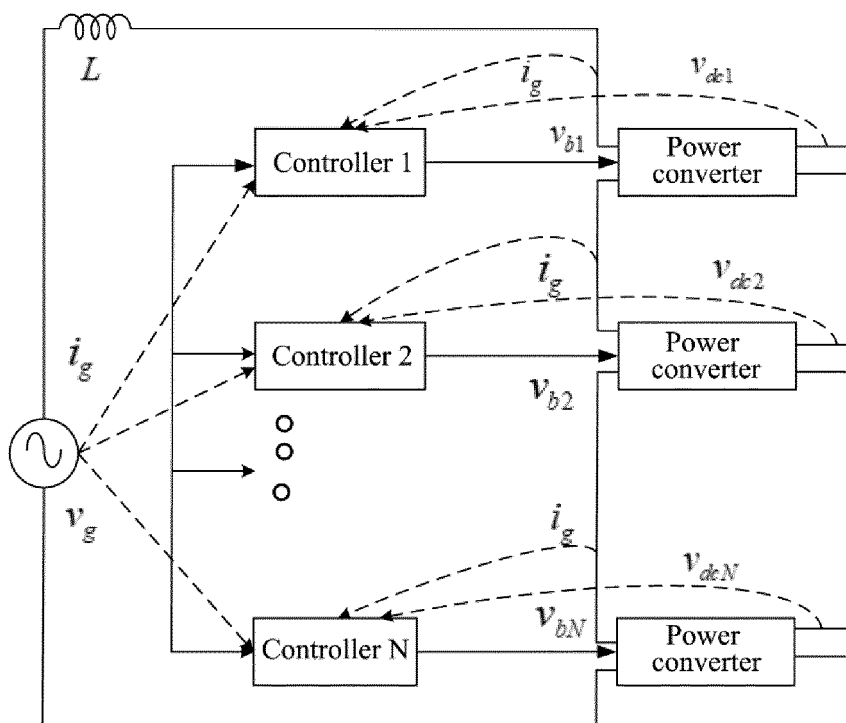 L
i_g
v_dc1
Controller 1
v_b1
Power
converter
i_g
v_dc2
Controller 2
v_b2
Power
converter
i_g
v_g
i_g
v_dcN
Controller N
v_bN
Power
converter